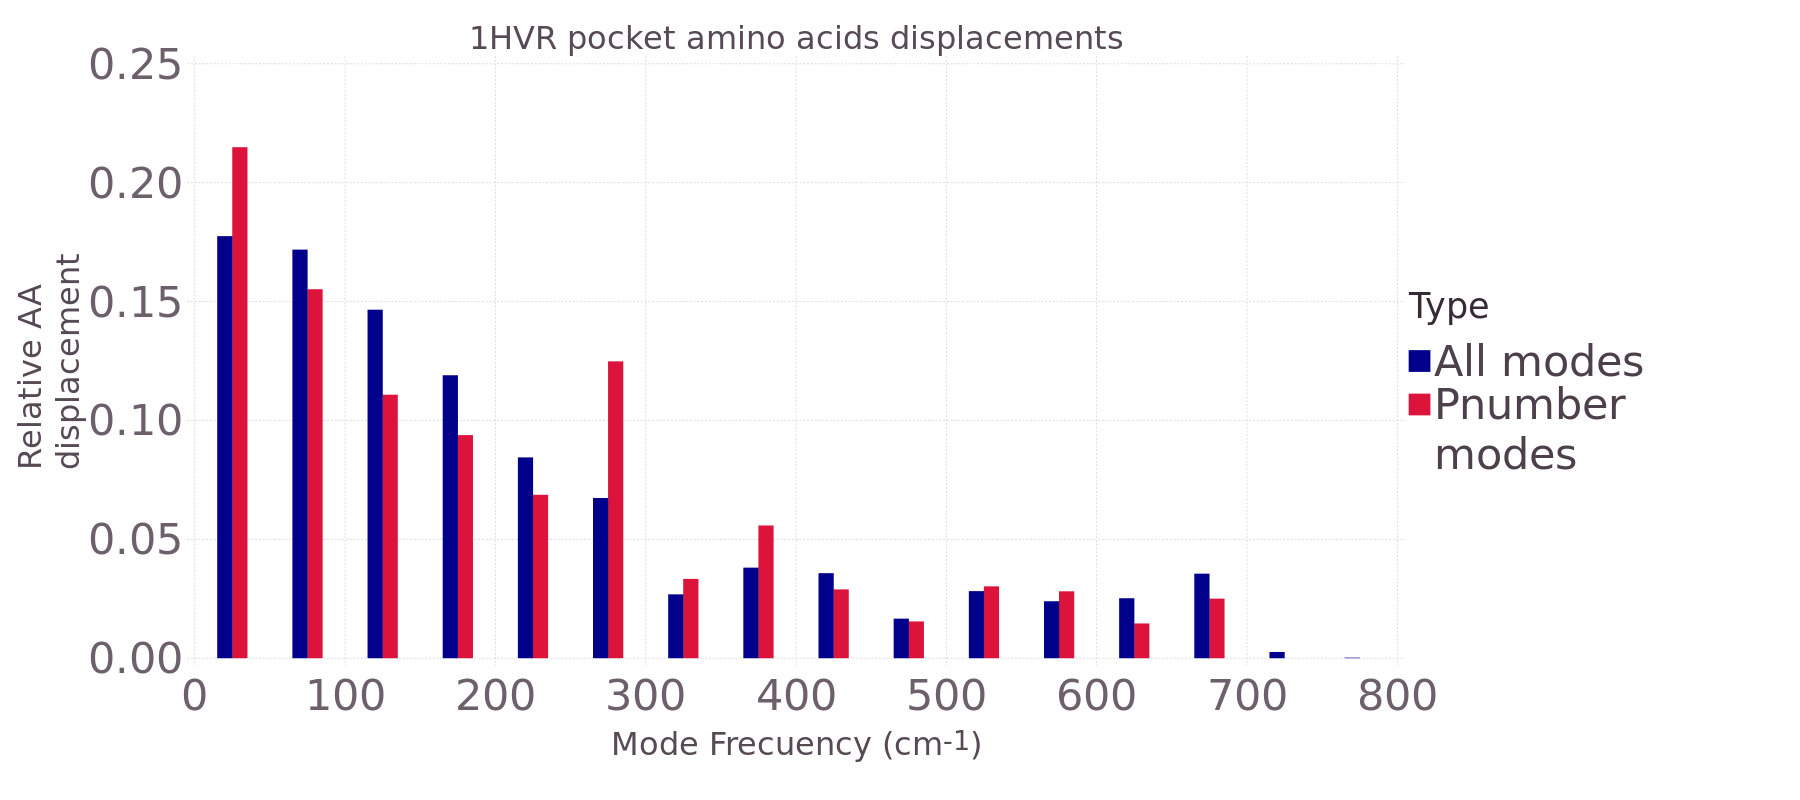 1HVR pocket amino acids displacements
0.25
0.20
0.15
0.10
0.05
0.00
Relative AA
displacement
0 100 200 300 400 500 600 700 800
Mode Frecuency (cm-1)
Type
All modes
Pnumber
modes